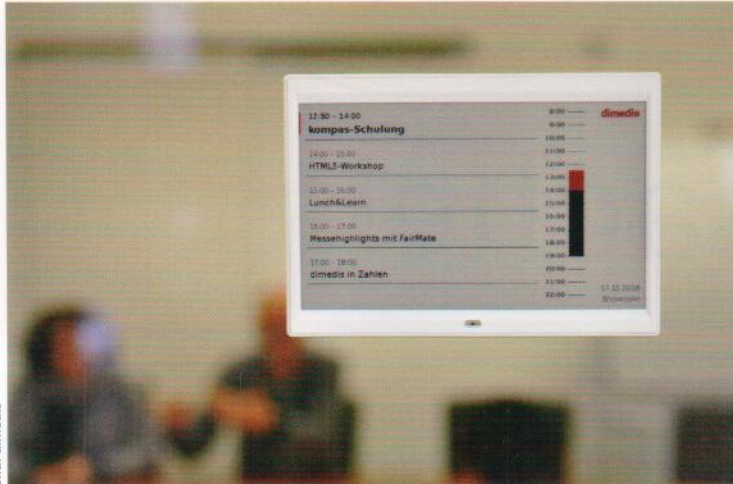 12:30 – 14:00
kompas-Schulung
14:00 – 15:00
HTML5-Workshop
15:00 – 16:00
Lunch&Learn
16:00 – 17:00
Messehighlights mit FairMate
17:00 – 18:00
dimedis in Zahlen
8:00
9:00
10:00
11:00
12:00
13:00
14:00
15:00
16:00
17:00
18:00
19:00
20:00
21:00
22:00
dimedis
Showroom